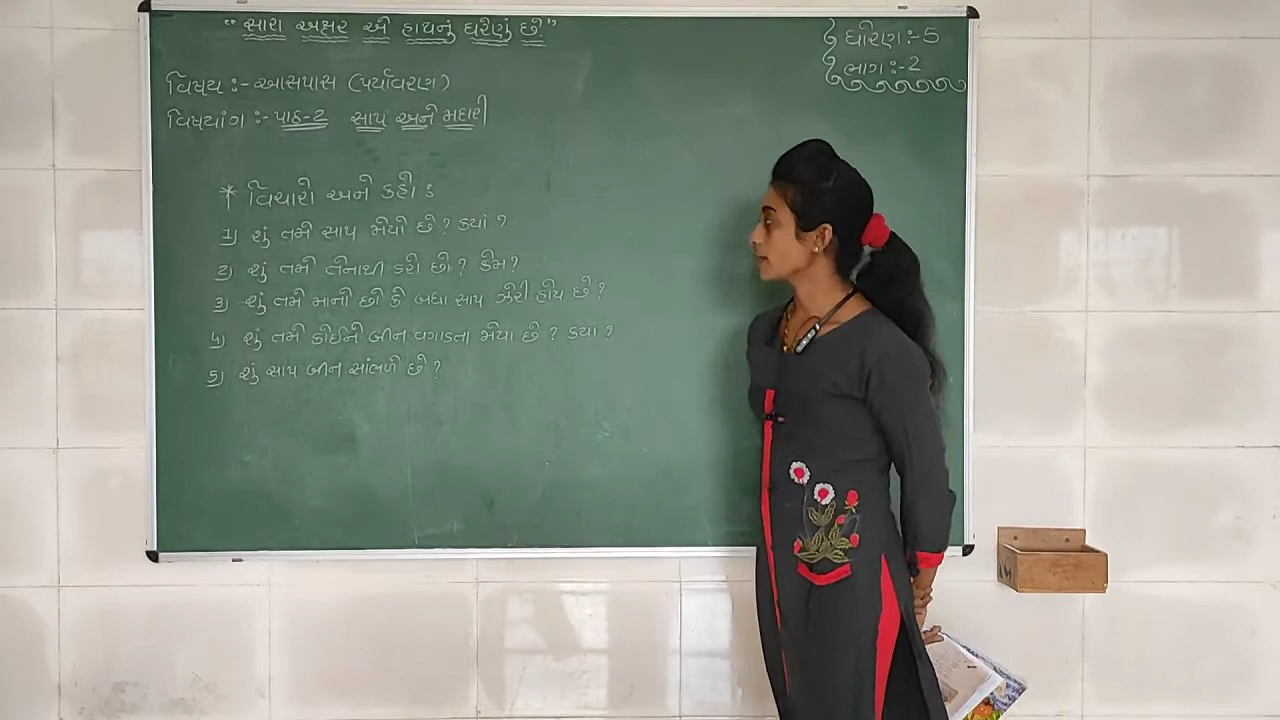 “ સારા અક્ષર એ હાથનું ઘરેણું છે.”
ધોરણ :- 5
ભાગ :- 2
વિષય :- આસપાસ (પર્યાવરણ)
વિષયાંગ :- પાઠ-2 સાપ અને મદારી
* વિચારો અને કહો :
1) શું તમે સાપ જોયો છે ? ક્યાં ?
2) શું તમે તેનાથી ડરો છો ? કેમ ?
3) શું તમે માનો છો કે બધા સાપ ઝેરી હોય છે ?
4) શું તમે કોઈને બીન વગાડતા જોયા છે ? ક્યાં ?
5) શું સાપ બીન સાંભળે છે ?